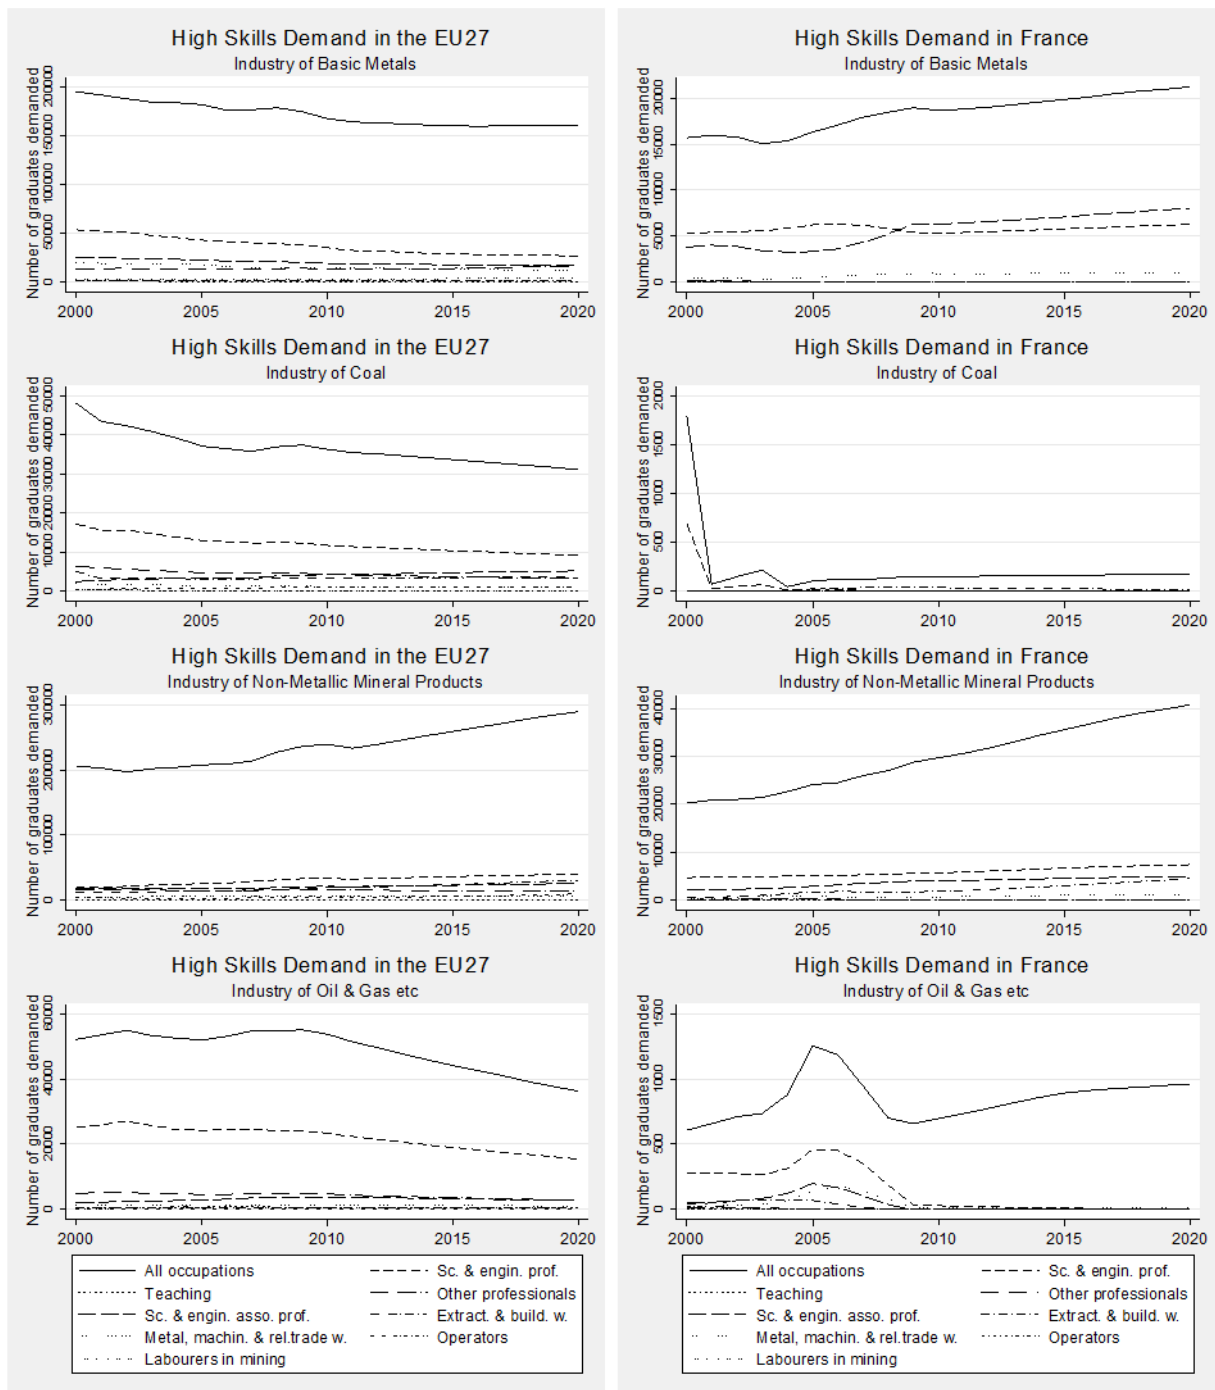 High Skills Demand in the EU27
Industry of Basic Metals
Number of graduates demanded
200000
150000
100000
50000
0
2000 2005 2010 2015 2020
High Skills Demand in France
Industry of Basic Metals
Number of graduates demanded
20000
15000
10000
5000
0
2000 2005 2010 2015 2020
High Skills Demand in the EU27
Industry of Coal
Number of graduates demanded
50000
40000
30000
20000
10000
0
2000 2005 2010 2015 2020
High Skills Demand in France
Industry of Coal
Number of graduates demanded
2000
1500
1000
500
0
2000 2005 2010 2015 2020
High Skills Demand in the EU27
Industry of Non-Metallic Mineral Products
Number of graduates demanded
300000
200000
100000
0
2000 2005 2010 2015 2020
High Skills Demand in France
Industry of Non-Metallic Mineral Products
Number of graduates demanded
40000
30000
20000
10000
0
2000 2005 2010 2015 2020
High Skills Demand in the EU27
Industry of Oil & Gas etc
Number of graduates demanded
60000
40000
20000
0
2000 2005 2010 2015 2020
High Skills Demand in France
Industry of Oil & Gas etc
Number of graduates demanded
1500
1000
500
0
2000 2005 2010 2015 2020
All occupations Sc. & engin. prof.
Teaching Other professionals
Sc. & engin. asso. prof. Extract. & build. w.
Metal, machin. & rel.trade w. Operators
Labourers in mining
All occupations Sc. & engin. prof.
Teaching Other professionals
Sc. & engin. asso. prof. Extract. & build. w.
Metal, machin. & rel.trade w. Operators
Labourers in mining